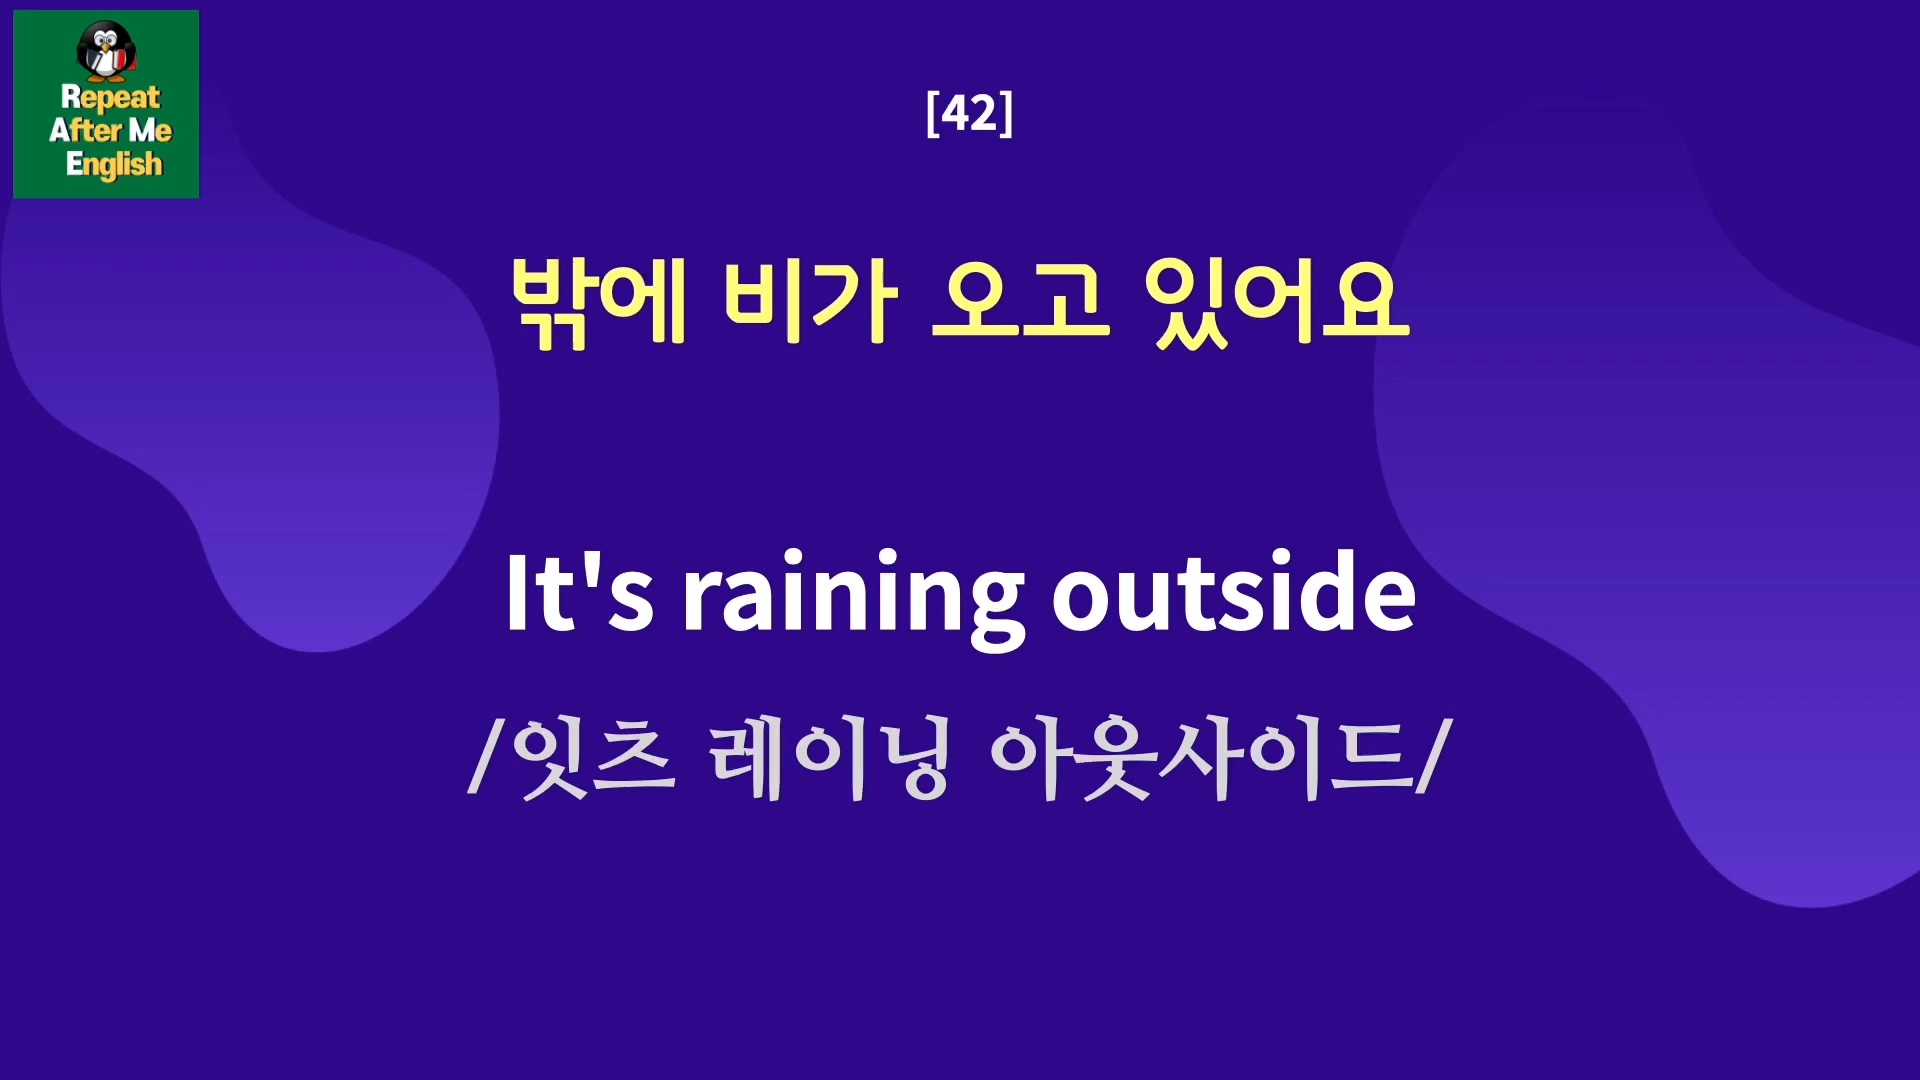 Repeat
After Me
English
[42]
밖에 비가 오고 있어요
It's raining outside
/잇츠 레이닝 아웃사이드/